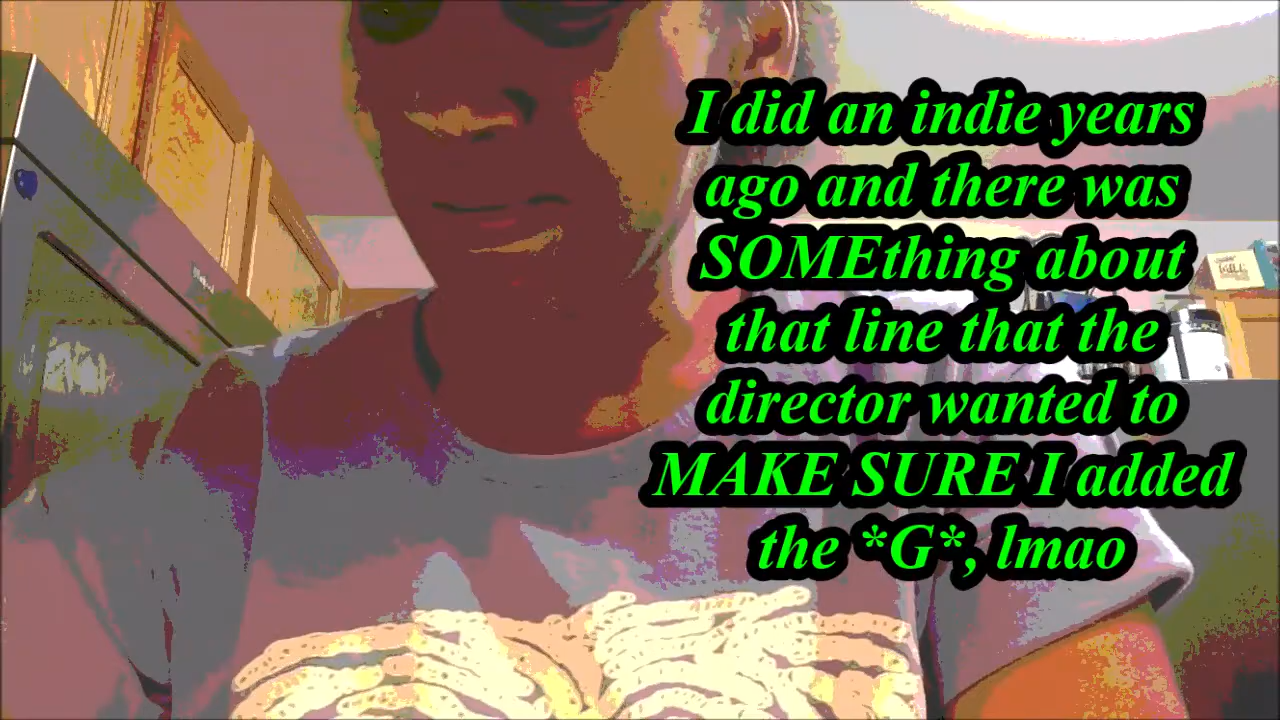 I did an indie years
ago and there was
SOMEthing about
that line that the
director wanted to
MAKE SURE I added
the *G*, lmao